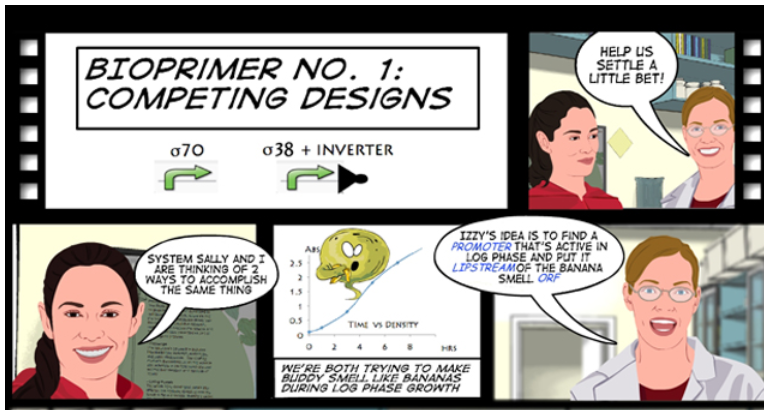 BIOPRIMER NO. 1:
COMPETING DESIGNS
σ70
σ38 + INVERTER
HELP US
SETTLE A
LITTLE BET!
SYSTEM SALLY AND I
ARE THINKING OF 2
WAYS TO ACCOMPLISH
THE SAME THING
Abs
2.5
2
1.5
1
0.5
0
TIME VS DENSITY
0 2 4 6 8 HRS
WE'RE BOTH TRYING TO MAKE
BUDDY SMELL LIKE BANANAS
DURING LOG PHASE GROWTH
IZZY'S IDEA IS TO FIND A
PROMOTER THAT'S ACTIVE IN
LOG PHASE AND PUT IT
UPSTREAM OF THE BANANA
SMELL ORF